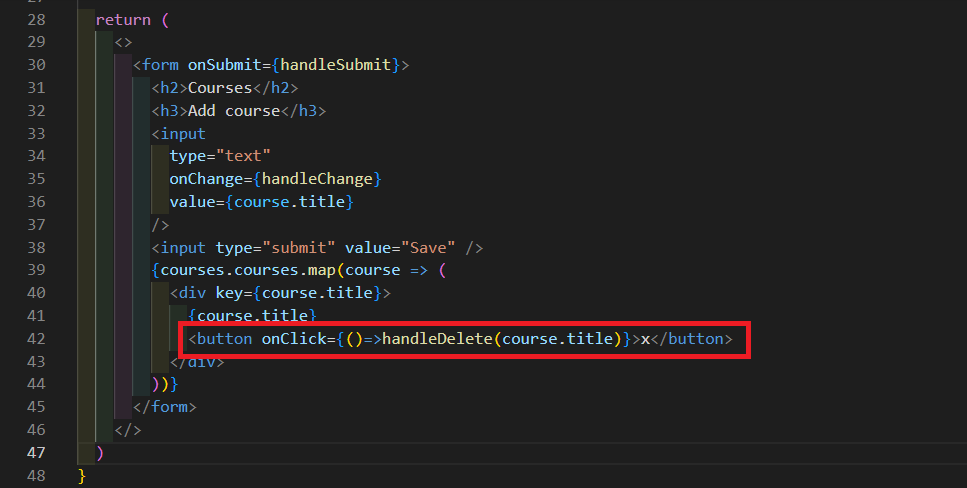 28 return (
29 <>
30 <form onSubmit={handleSubmit}>
31 <h2>Courses</h2>
32 <h3>Add course</h3>
33 <input
34 type="text"
35 onChange={handleChange}
36 value={course.title}
37 />
38 <input type="submit" value="Save" />
39 {courses.courses.map(course => (
40 <div key={course.title}>
41 {course.title}
42 <button onClick={()=>handleDelete(course.title)}>x</button>
43 </div>
44 ))}
45 </form>
46 </>
47 )
48 }